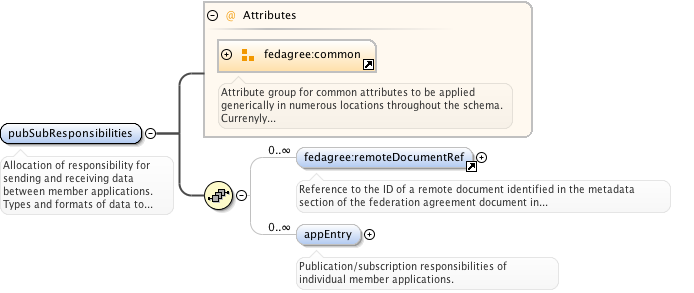 @ Attributes
fedagree:common
Attribute group for common attributes to be applied
generically in numerous locations throughout the schema.
Currenyly...
pubSubResponsibilities
Allocation of responsibility for
sending and receiving data
between member applications.
Types and formats of data to...
0..∞
fedagree:remoteDocumentRef
Reference to the ID of a remote document identified in the metadata
section of the federation agreement document in...
0..∞
appEntry
Publication/subscription responsibilities of
individual member applications.